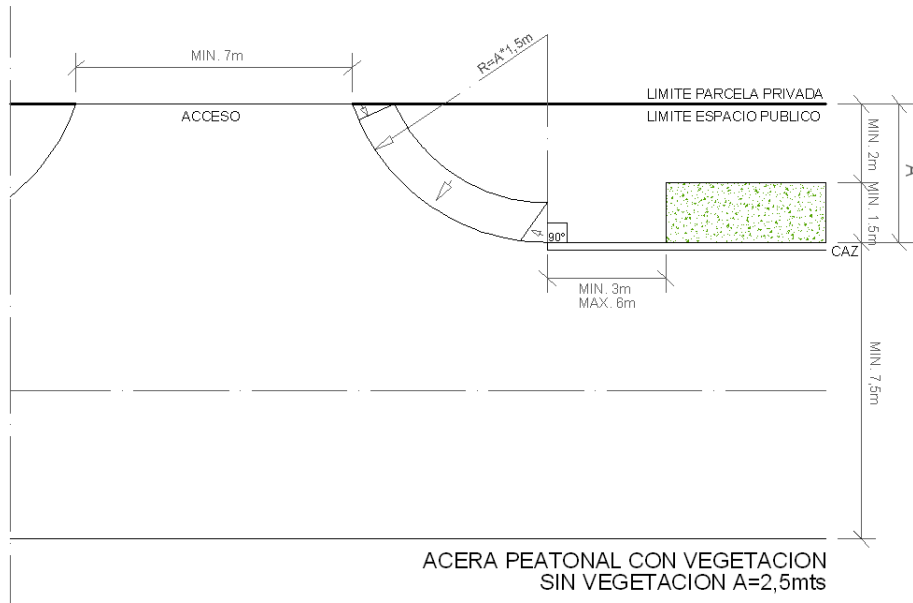 MIN. 7m
R=A*1,5m
LIMITE PARCELA PRIVADA
ACCESO
LIMITE ESPACIO PUBLICO
MIN. 2m
A
MIN. 1.5m
90°
CAZ
MIN. 3m
MAX. 6m
MIN. 7,5m
ACERA PEATONAL CON VEGETACION
SIN VEGETACION A=2,5mts